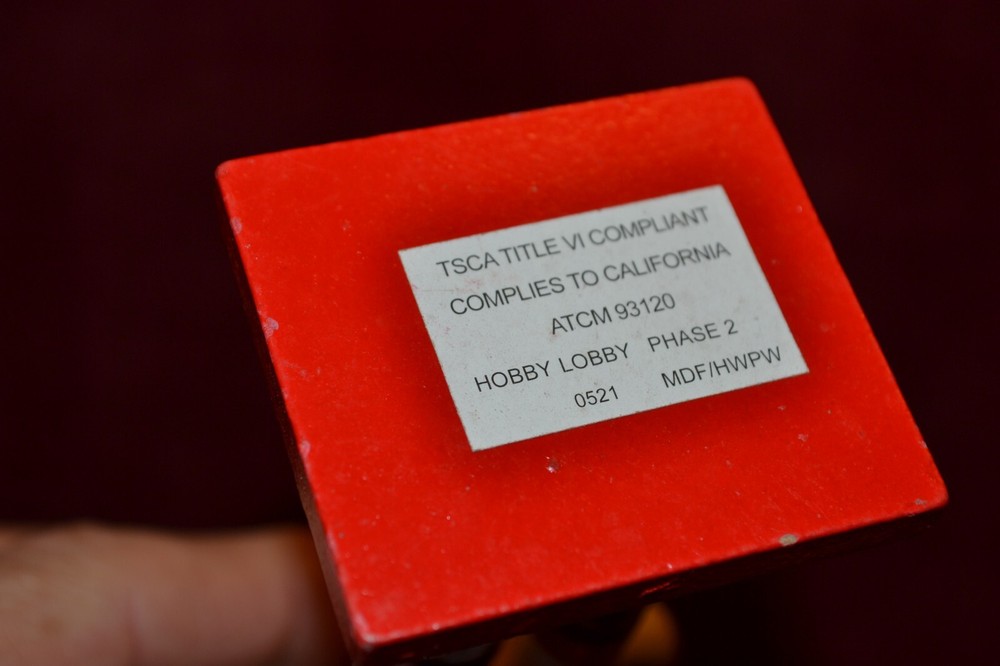 TSCA TITLE VI COMPLIANT
COMPLIES TO CALIFORNIA
ATCM 93120
HOBBY LOBBY PHASE 2
0521 MDF/HWPW